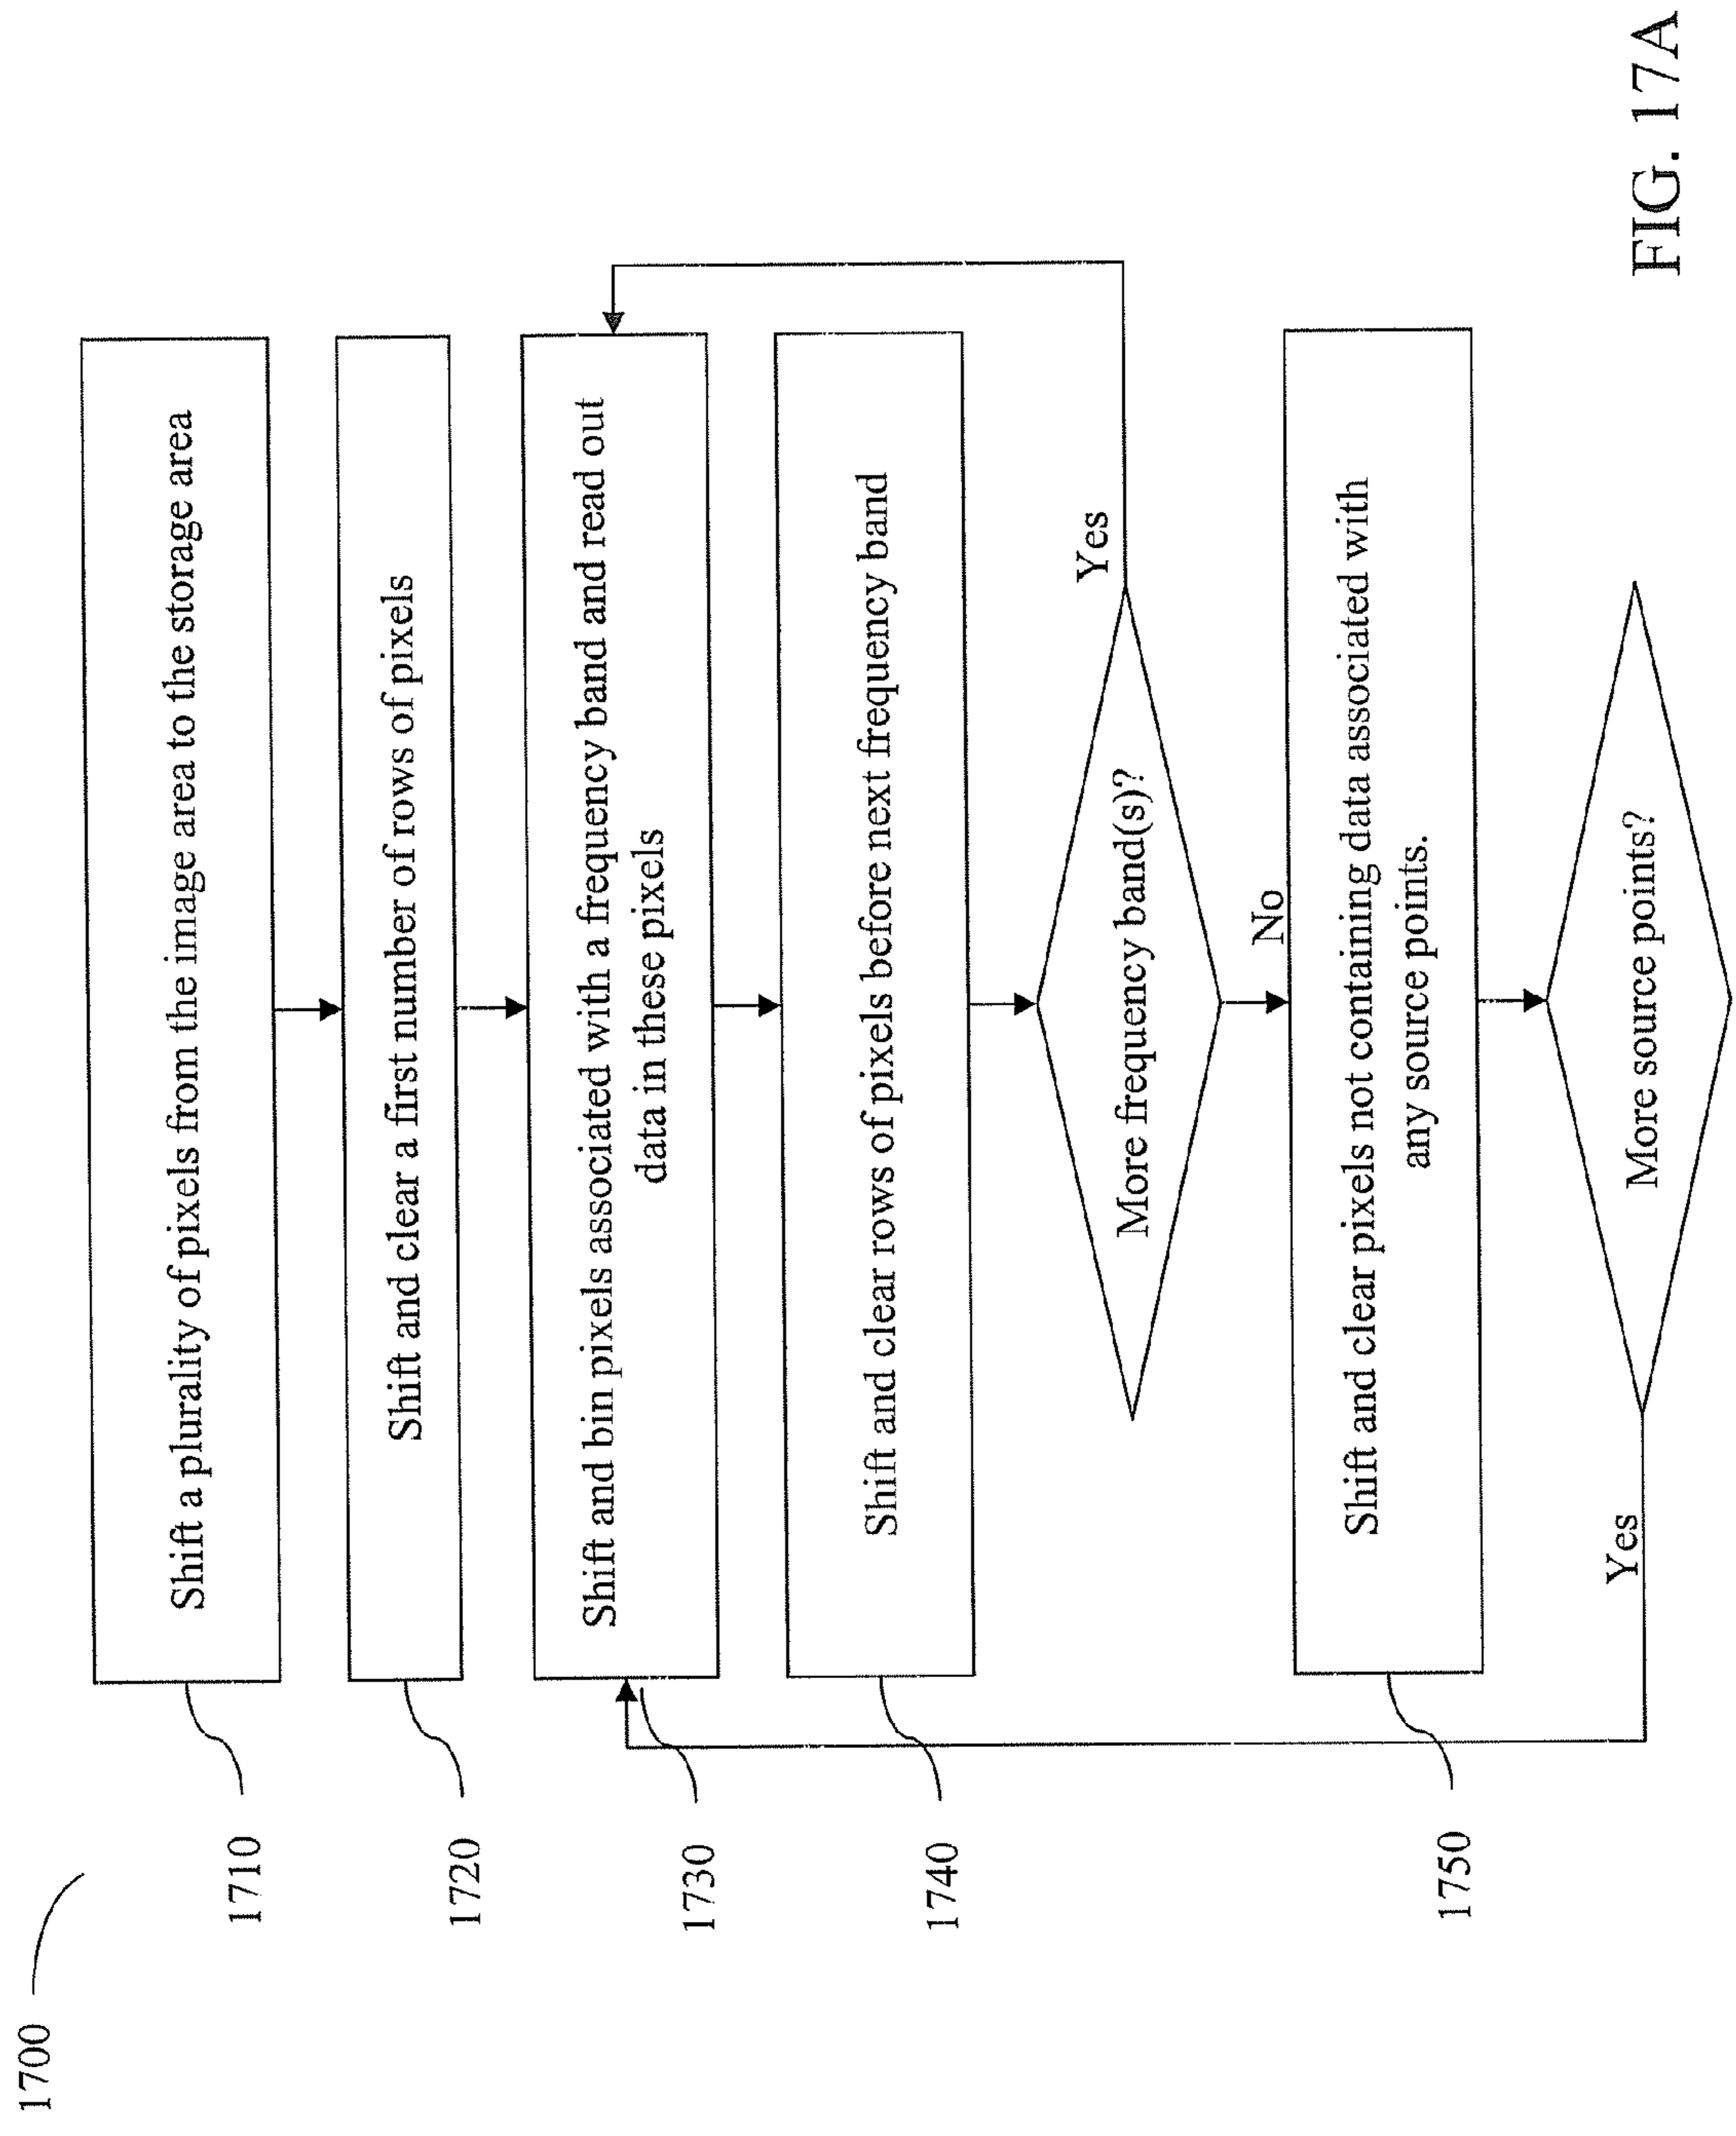 1700
1710
Shift a plurality of pixels from the image area to the storage area
1720
Shift and clear a first number of rows of pixels
1730
Shift and bin pixels associated with a frequency band and read out
data in these pixels
1740
Shift and clear rows of pixels before next frequency band
More frequency band(s)?
Yes
No
1750
Shift and clear pixels not containing data associated with
any source points.
Yes
More source points?
FIG. 17A